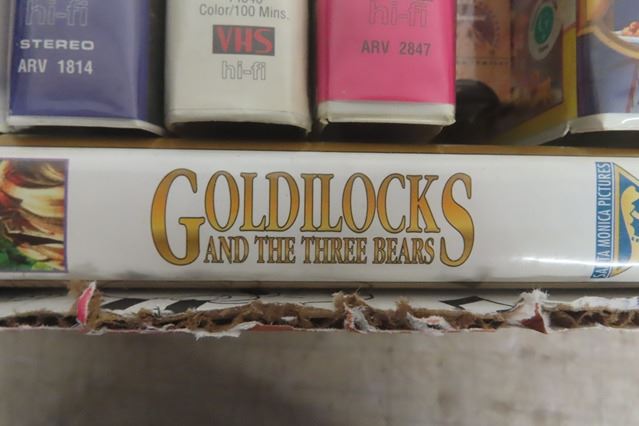 hi-fi
STEREO
ARV 1814
Color/100 Mins.
VHS
hi-fi
hi-fi
ARV 2847
GOLDILOCKS
AND THE THREE BEARS
SANTA MONICA PICTURES